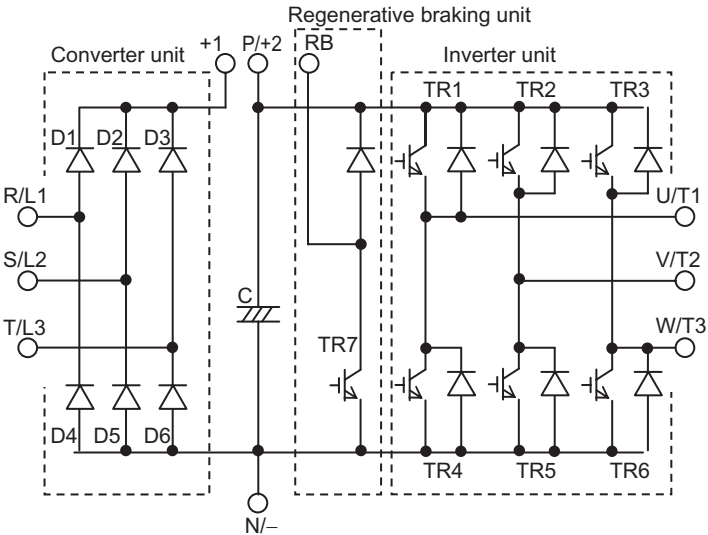 Regenerative braking unit
Converter unit
+1
P/+2
RB
Inverter unit
TR1
TR2
TR3
D1
D2
D3
R/L1
U/T1
S/L2
V/T2
C
T/L3
TR7
W/T3
D4
D5
D6
TR4
TR5
TR6
N/−